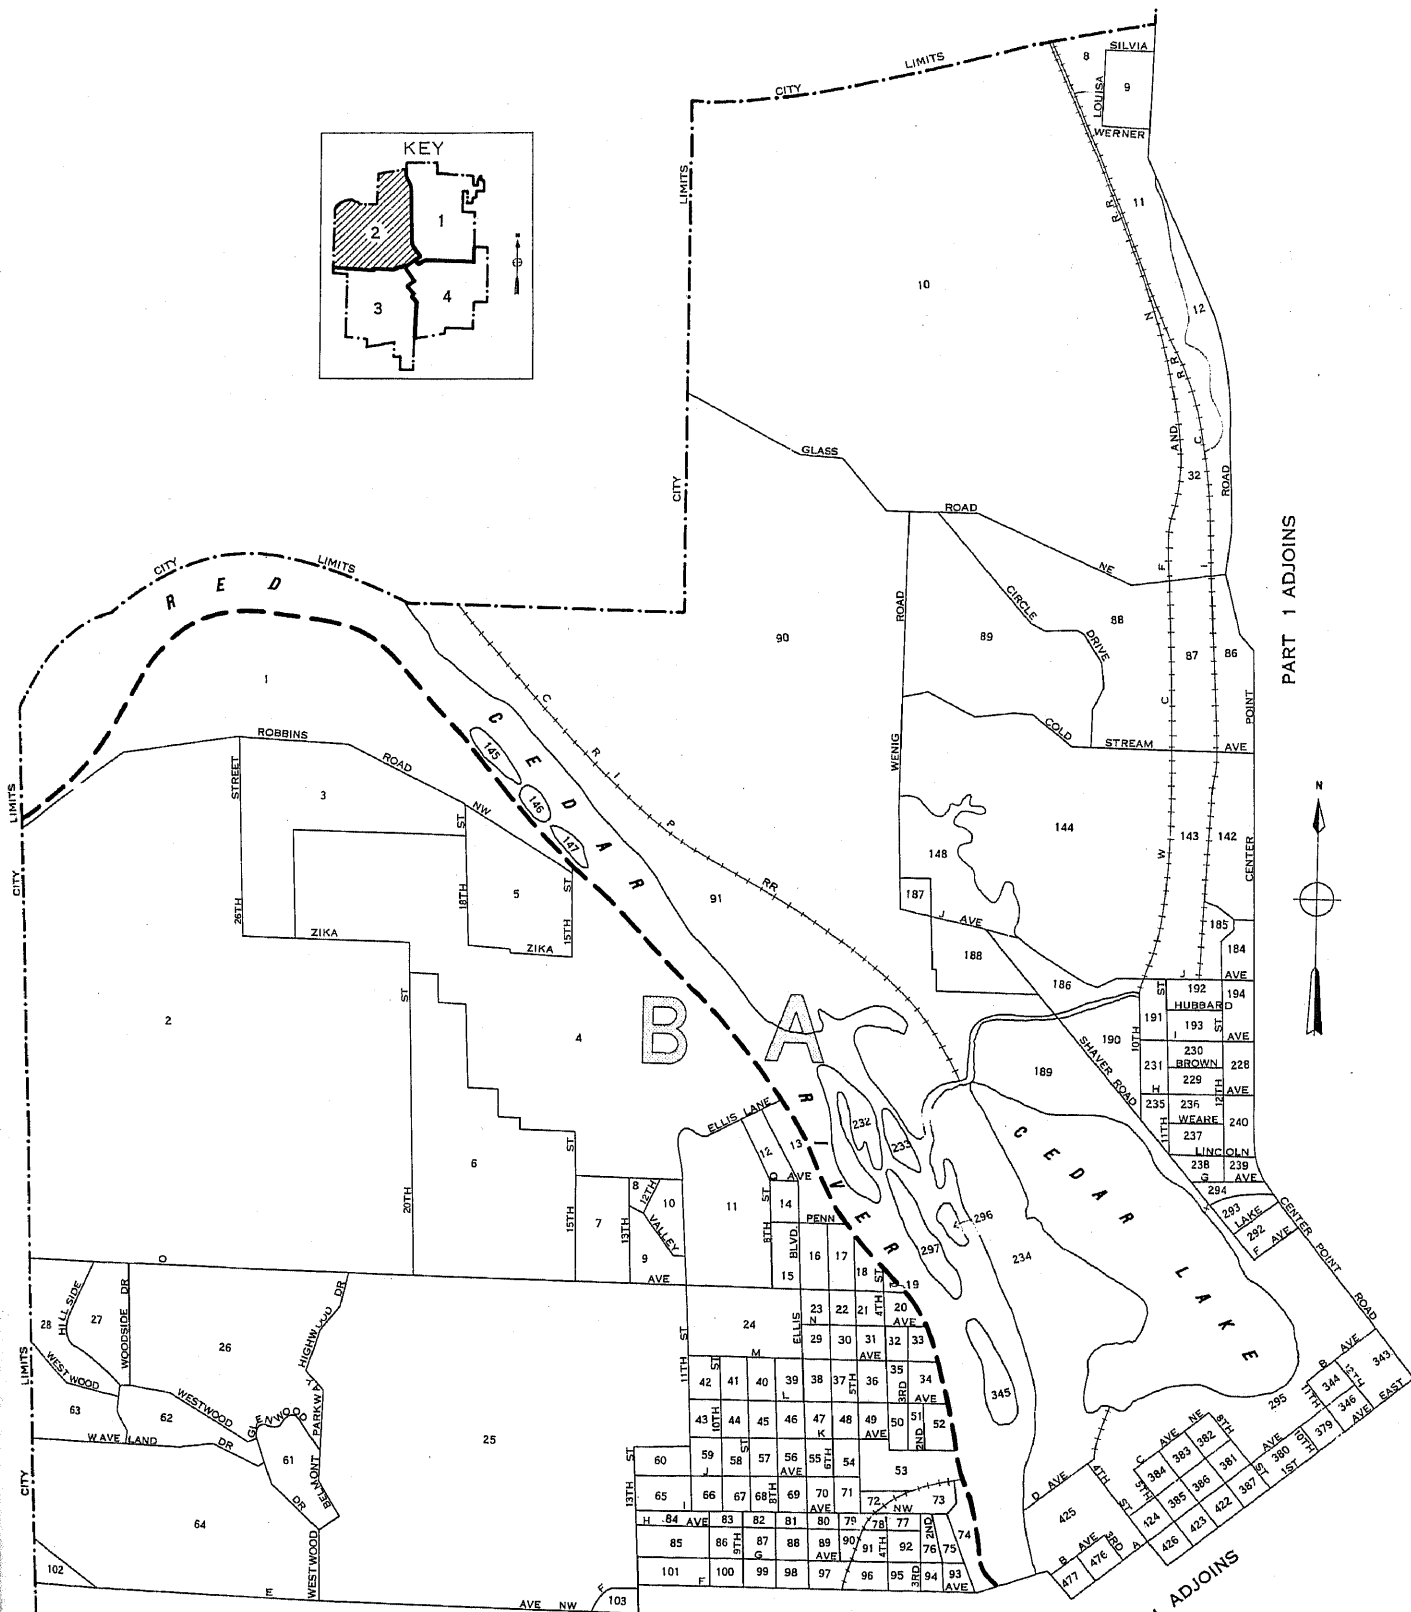 SILVIA
8
LIMITS
CITY
LOUISA
9
WERNER
KEY
1
2
3
4
LIMITS
R R
11
10
N
12
R R
GLASS
AND
C
32
CITY
ROAD
ROAD
PART 1 ADJOINS
CITY
LIMITS
NE
F
I
RED
ROAD
CIRCLE
88
90
89
DRIVE
87
86
1
C
C
POINT
CEDAR
COLD
STREAM
AVE
ROBBINS
145
ROAD
R
WENIG
STREET
3
NW
146
I
N
LIMITS
ST
P
144
143
142
147
W
CENTER
148
CITY
RR
26TH
18TH
5
ST
15TH
91
187
J AVE
185
ZIKA
ZIKA
188
184
J
AVE
186
ST
192
194
HUBBARD
2
ST
B
A
191
193
ST
4
190
10TH
I
AVE
SHAVER ROAD
230
BROWN
231
228
189
229
H
12TH
AVE
RIVER
ELLIS LANE
235
236
WEARE
240
232
13
CEDAR LAKE
11TH
237
ST
12
233
LINCOLN
6
238
239
O AVE
G
AVE
8
12TH
10
ST
14
294
20TH
15TH
7
13TH
VALLEY
11
PENN
296
293
LAKE
CENTER POINT ROAD
8TH
BLVD.
292
F AVE
9
16
17
297
234
O
AVE
15
18
ST
19
HILLSIDE
WOODSIDE DR
HIGHWOOD DR
27
23
22
21
4TH
20
N
AVE
28
26
24
ELLIS
29
30
31
32
33
LIMITS
ST
M
AVE
35
B AVE
343
WESTWOOD
11TH
ST
42
41
40
39
38
37
5TH
36
3RD
34
345
11TH
344
12TH
L
AVE
295
346
EAST
63
62
WESTWOOD
GLENWOOD
PARKWAY
43
10TH
44
45
46
47
48
49
50
51
52
NE
8TH
379
AVE
K
AVE
382
10TH
WAVELAND
DR
25
2ND
C AVE
383
AVE
380
1ST
61
ST
60
59
ST
58
57
56
55
6TH
54
53
384
381
ST
J
AVE
4TH
5TH
386
387
CITY
BELMONT
DR
13TH
65
66
67
68
8TH
69
70
71
D AVE
385
422
I
AVE
72
NW
73
ST
124
423
64
H
84
AVE
83
82
81
80
79
78
77
2ND
74
425
3RD
A
426
85
86
9TH
87
88
89
90
91
4TH
92
76
75
B AVE
476
G
AVE
102
WESTWOOD
101
100
99
98
97
96
95
3RD
94
93
477
F
AVE
E
AVE NW
F
103
ADJOINS